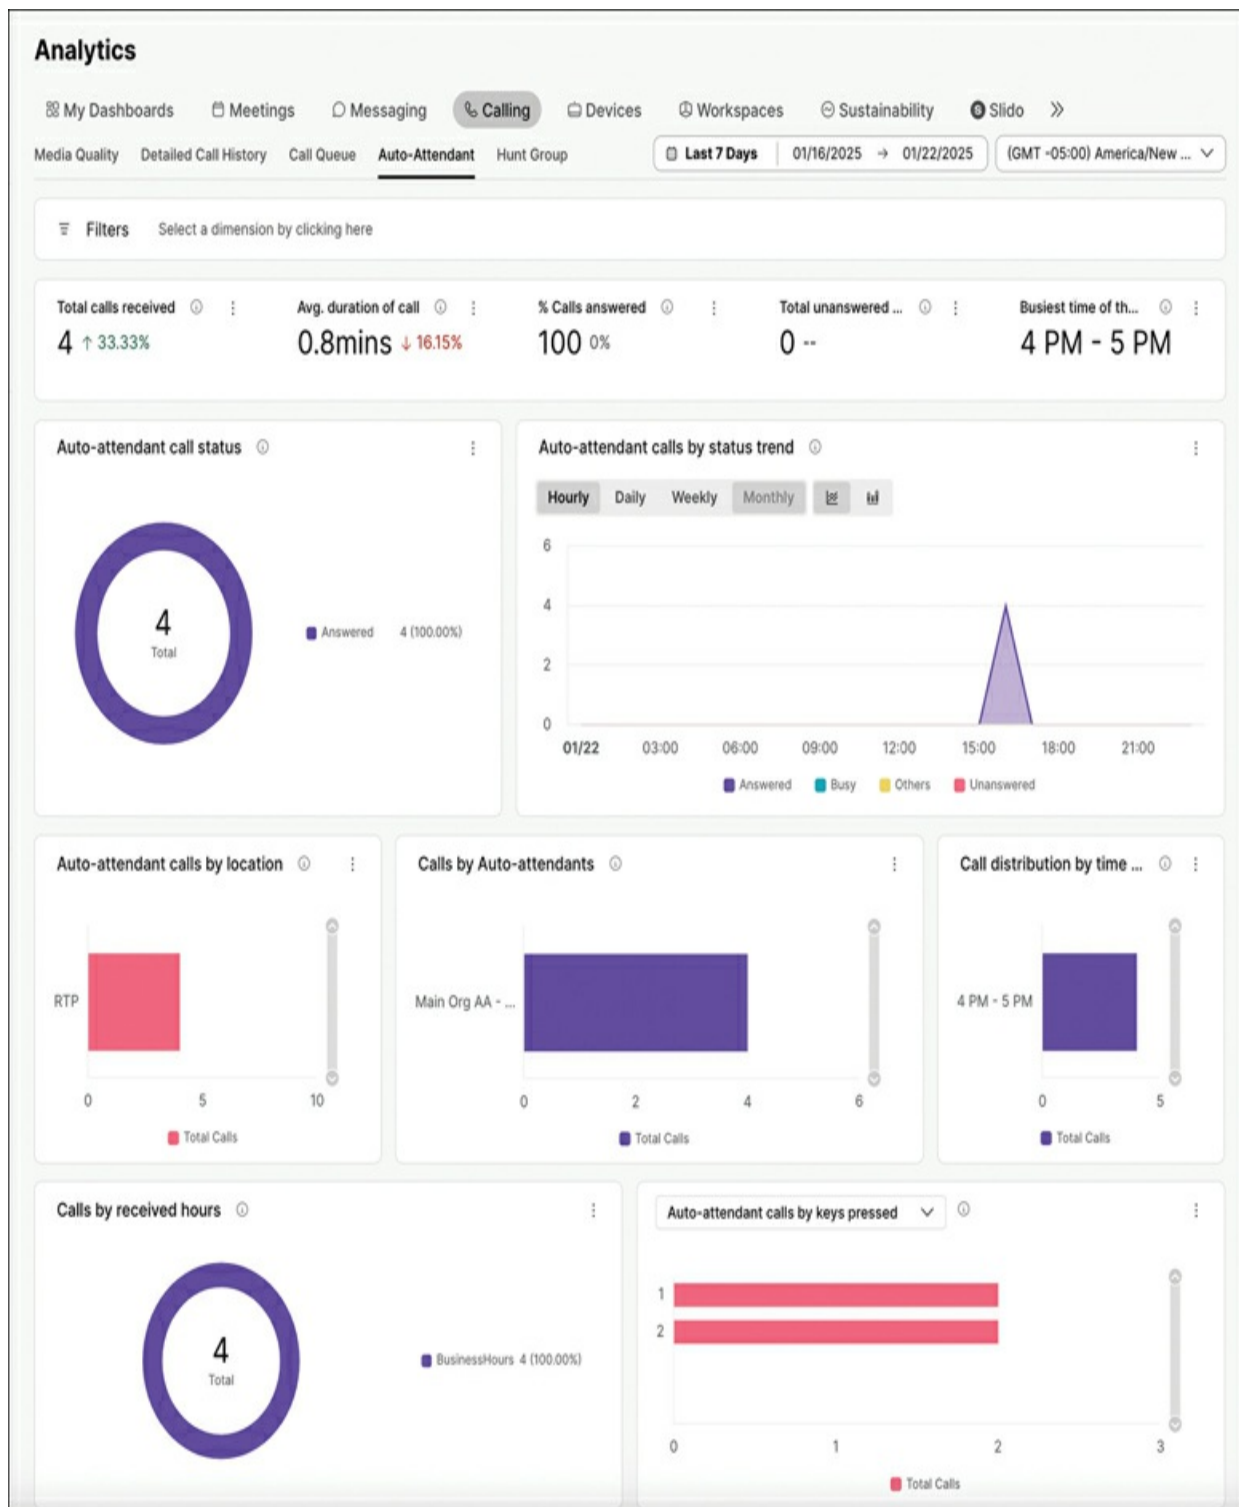 Analytics
My Dashboards Meetings Messaging Calling Devices Workspaces Sustainability Slido
Media Quality Detailed Call History Call Queue Auto-Attendant Hunt Group Last 7 Days 01/16/2025 → 01/22/2025 (GMT -05:00) America/New ...
Filters Select a dimension by clicking here
Total calls received Avg. duration of call % Calls answered Total unanswered ... Busiest time of th...
4 ↑ 33.33% 0.8mins ↓ 16.15% 100 0% 0 -- 4 PM - 5 PM
Auto-attendant call status
4
Total
Answered 4 (100.00%)
Auto-attendant calls by status trend
Hourly Daily Weekly Monthly
6
4
2
0
01/22 03:00 06:00 09:00 12:00 15:00 18:00 21:00
Answered Busy Others Unanswered
Auto-attendant calls by location
RTP
0 5 10
Total Calls
Calls by Auto-attendants
Main Org AA - ...
0 2 4 6
Total Calls
Call distribution by time ...
4 PM - 5 PM
0 5
Total Calls
Calls by received hours
4
Total
BusinessHours 4 (100.00%)
Auto-attendant calls by keys pressed
1
2
0 1 2 3
Total Calls